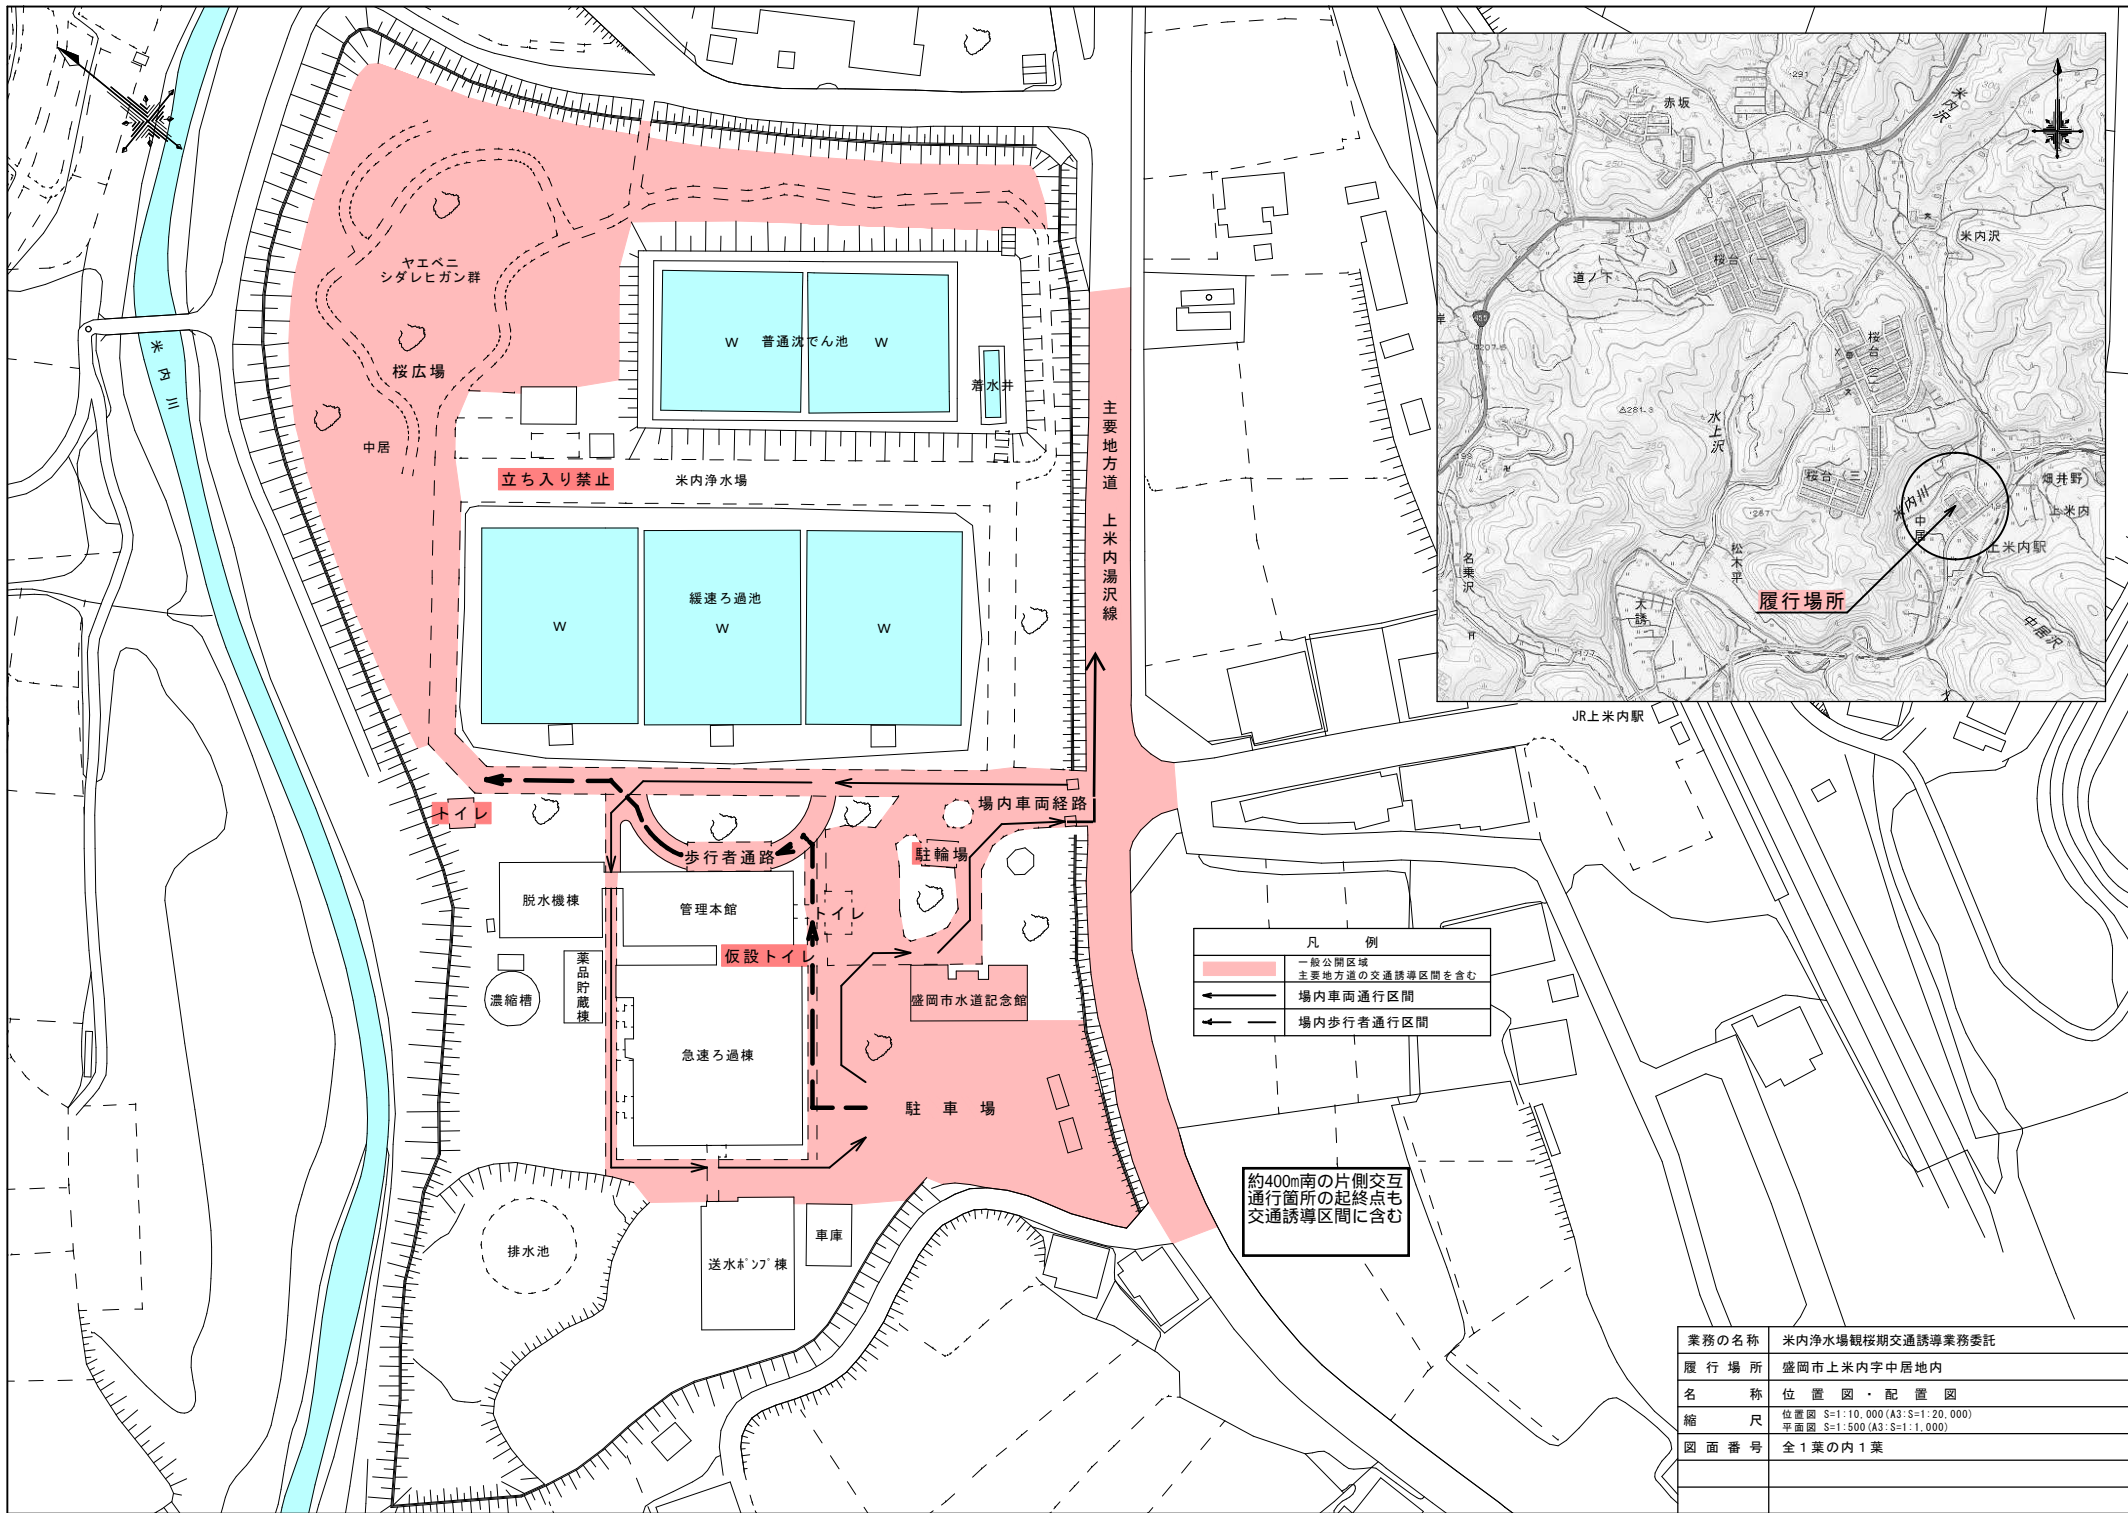 ヤエベニ
シダレヒガン群
桜広場
中居
米内川
W 普通沈でん池 W
着水井
立ち入り禁止
米内浄水場
緩速ろ過池
W
W
W
主要地方道 上米内湯沢線
トイレ
場内車両経路
歩行者通路
駐輪場
脱水機棟
管理本館
トイレ
仮設トイレ
薬品貯蔵棟
濃縮槽
盛岡市水道記念館
急速ろ過棟
駐車場
排水池
送水ポンプ棟
車庫
赤坂
米内沢
米内沢
道ノ下
桜台(一)
桜台(二)
桜台(三)
水上沢
米内川
中居
畑井野
上米内
上米内駅
松木平
名乗沢
大誘
中居沢
履行場所
JR上米内駅
凡 例
一般公開区域
主要地方道の交通誘導区間を含む
場内車両通行区間
場内歩行者通行区間
約400m南の片側交互
通行箇所の起終点も
交通誘導区間に含む
業務の名称 米内浄水場観桜期交通誘導業務委託
履行場所 盛岡市上米内字中居地内
名称 位置図・配置図
縮尺 位置図 S=1:10,000(A3:S=1:20,000)
平面図 S=1:500(A3:S=1:1,000)
図面番号 全1葉の内1葉